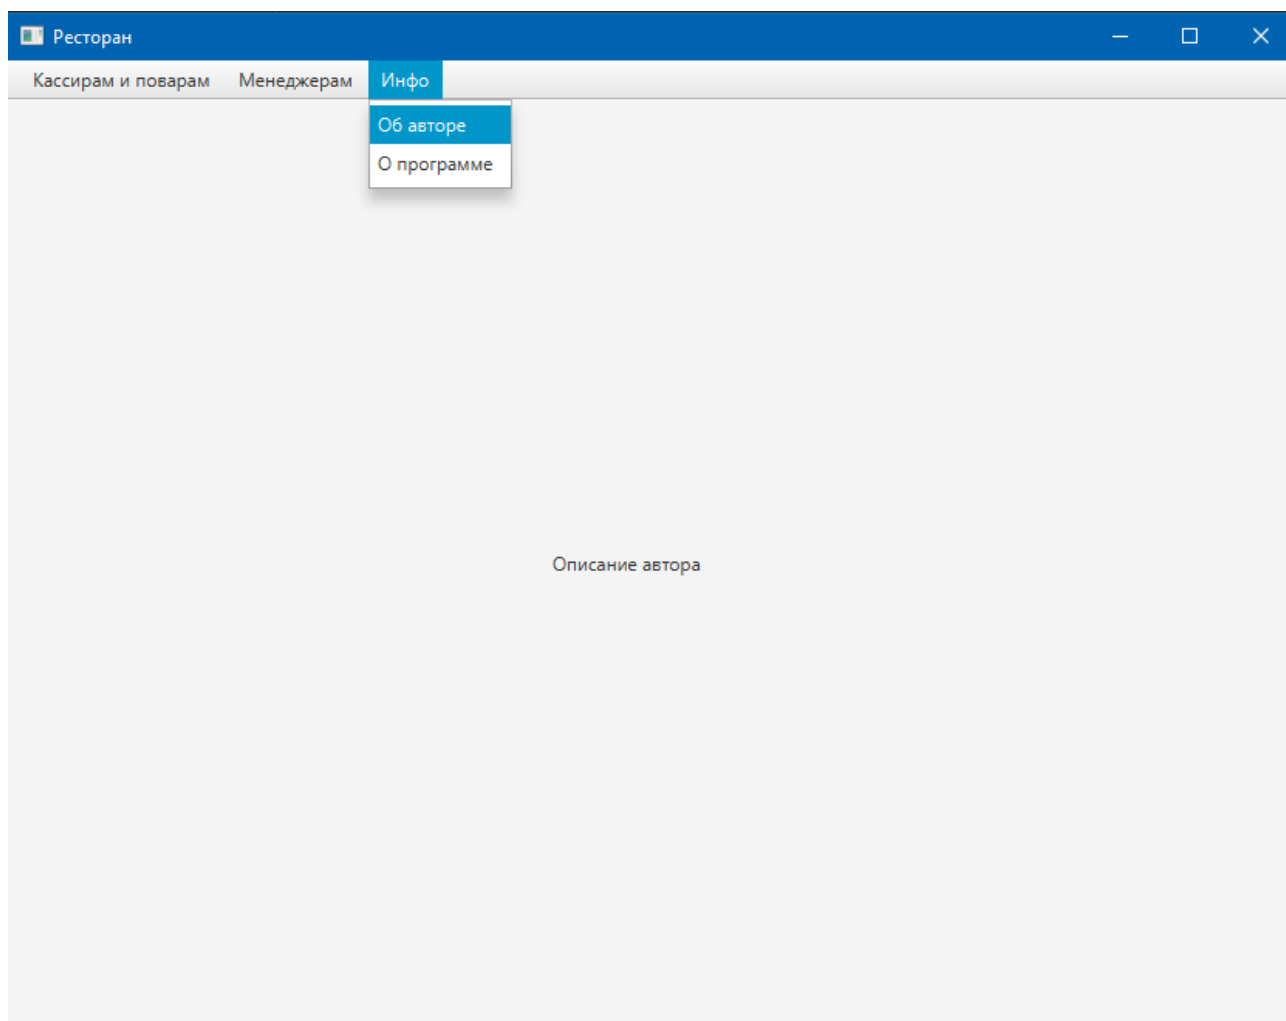 Ресторан
Кассирам и поварам Менеджерам Инфо
Об авторе
О программе
Описание автора